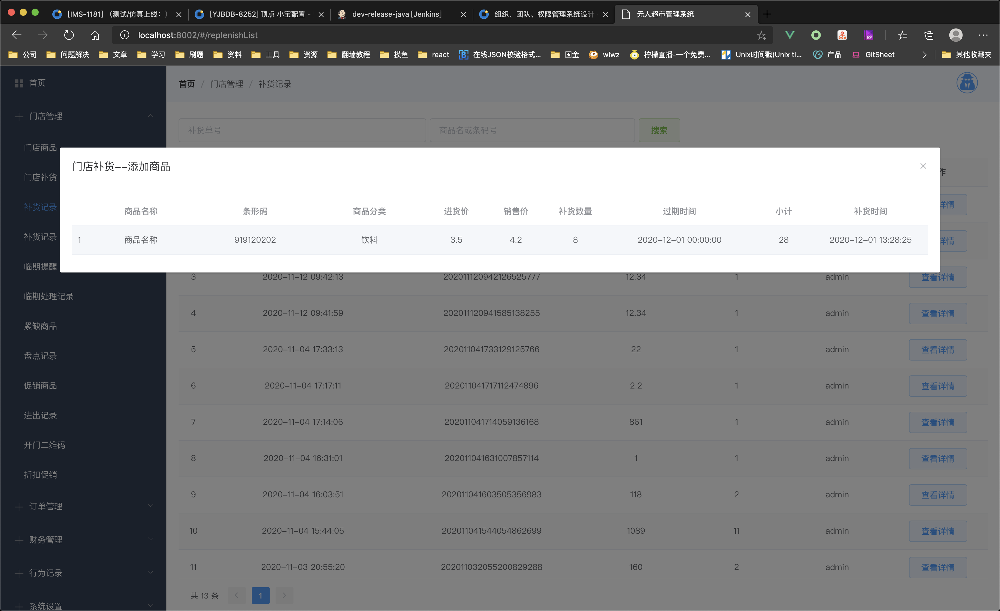 [IMS-1181] (测试/仿真上线: )
[YJBDB-8252] 顶点 小宝配置 -
dev-release-java [Jenkins]
组织、团队、权限管理系统设计
无人超市管理系统
localhost:8002/#/replenishList
公司 问题解决 文章 学习 刷题 资料 工具 资源 翻墙教程 摸鱼 react 在线JSON校验格式... 国金 wlwz 柠檬直播-一个免费... Unix时间戳(Unix ti... 产品 GitSheet 其他收藏夹
首页
门店管理
门店商品
门店补货
补货记录
补货记录
临期提醒
临期处理记录
紧缺商品
盘点记录
促销商品
进出记录
开门二维码
折扣促销
订单管理
财务管理
行为记录
系统设置
首页 / 门店管理 / 补货记录
补货单号 商品名或条码号 搜索
作
详情
详情
门店补货--添加商品
商品名称 条形码 商品分类 进货价 销售价 补货数量 过期时间 小计 补货时间
1 商品名称 919120202 饮料 3.5 4.2 8 2020-12-01 00:00:00 28 2020-12-01 13:28:25
3 2020-11-12 09:42:13 202011120942126525777 12.34 1 admin 查看详情
4 2020-11-12 09:41:59 202011120941585138255 12.34 1 admin 查看详情
5 2020-11-04 17:33:13 202011041733129125766 22 1 admin 查看详情
6 2020-11-04 17:17:11 202011041717112474896 2.2 1 admin 查看详情
7 2020-11-04 17:14:06 202011041714059136168 861 1 admin 查看详情
8 2020-11-04 16:31:01 202011041631007857114 1 1 admin 查看详情
9 2020-11-04 16:03:51 202011041603505356983 118 2 admin 查看详情
10 2020-11-04 15:44:05 202011041544054862699 1089 11 admin 查看详情
11 2020-11-03 20:55:20 202011032055200829288 160 2 admin 查看详情
共 13 条 1